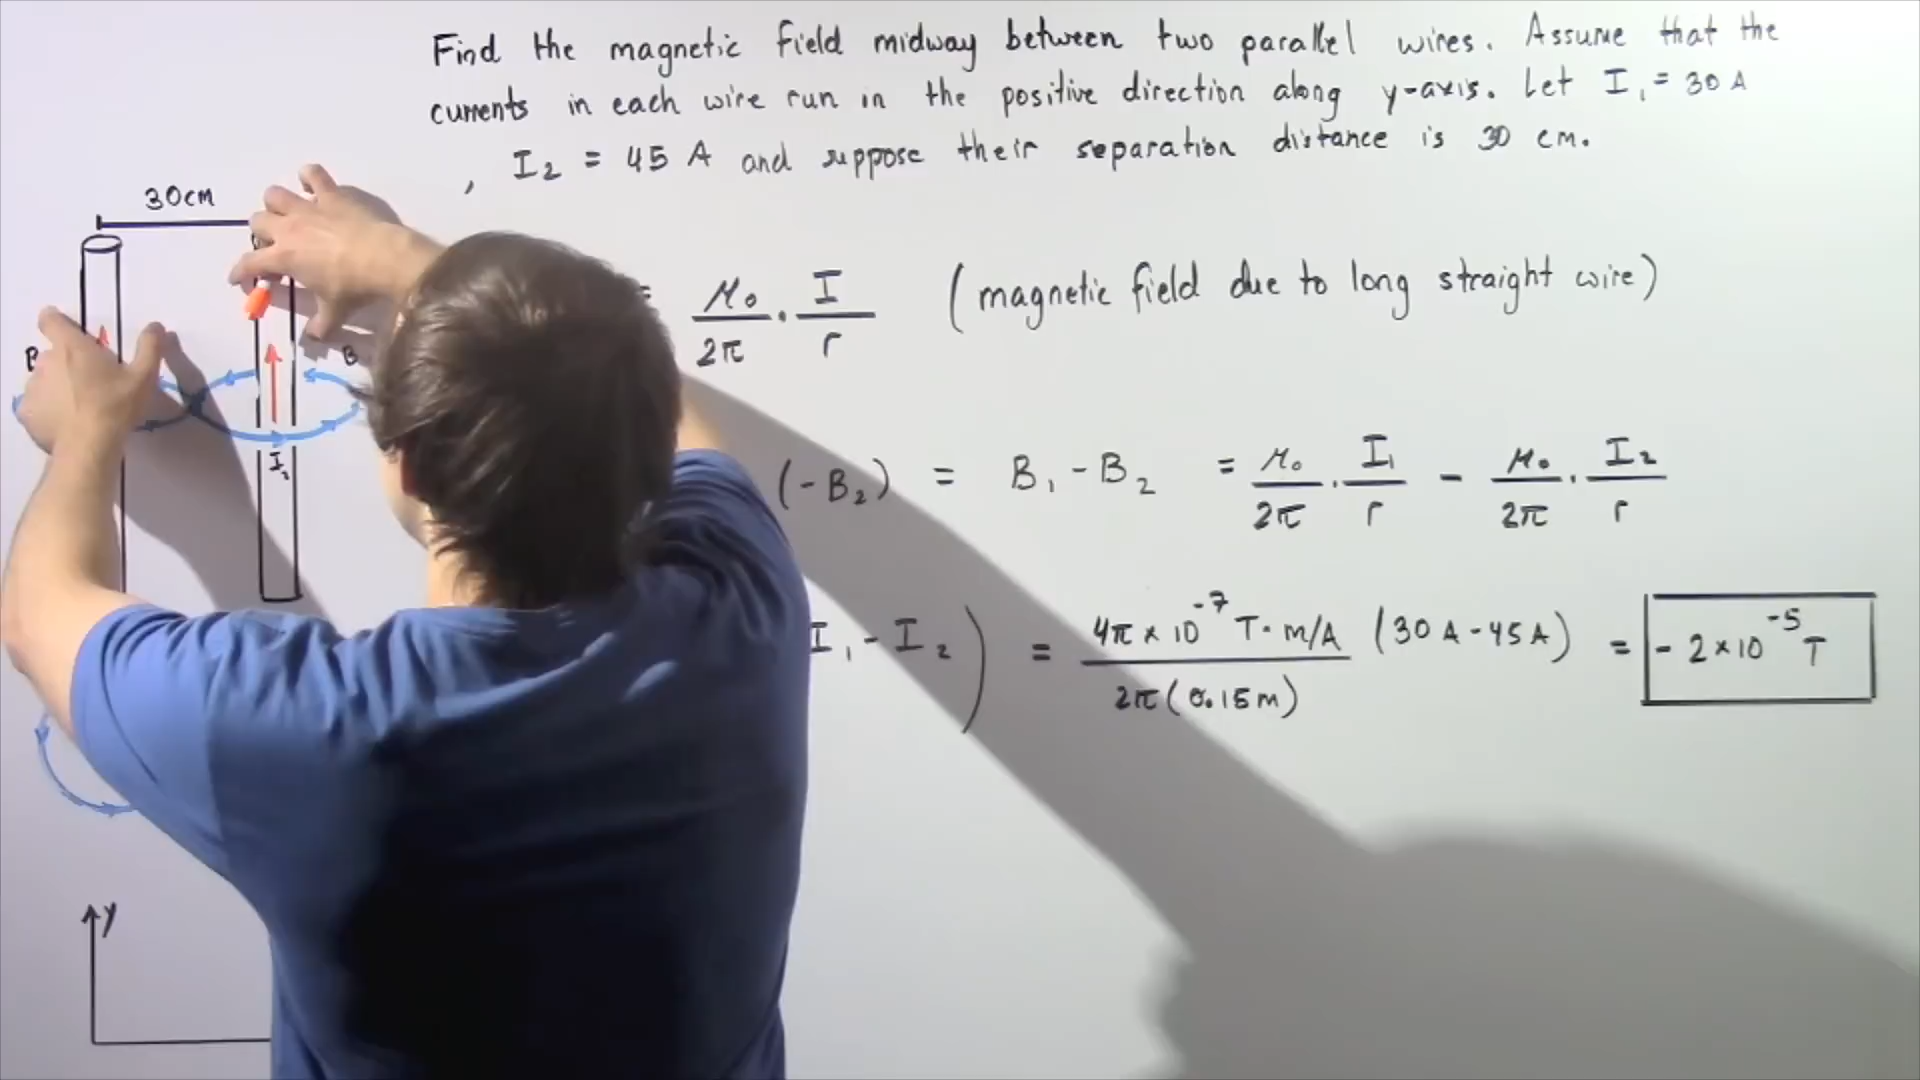 Find the magnetic field midway between two parallel wires. Assume that the
currents in each wire run in the positive direction along y-axis. Let I₁ = 30 A
, I₂ = 45 A and suppose their separation distance is 30 cm.
30cm
= μ₀/2π · I/r (magnetic field due to long straight wire)
B
B
I₂
(-B₂) = B₁ - B₂ = μ₀/2π · I₁/r - μ₀/2π · I₂/r
I₁ - I₂) = 4π × 10⁻⁷ T·m/A / 2π(0.15m) (30 A - 45 A) = - 2 × 10⁻⁵ T
y